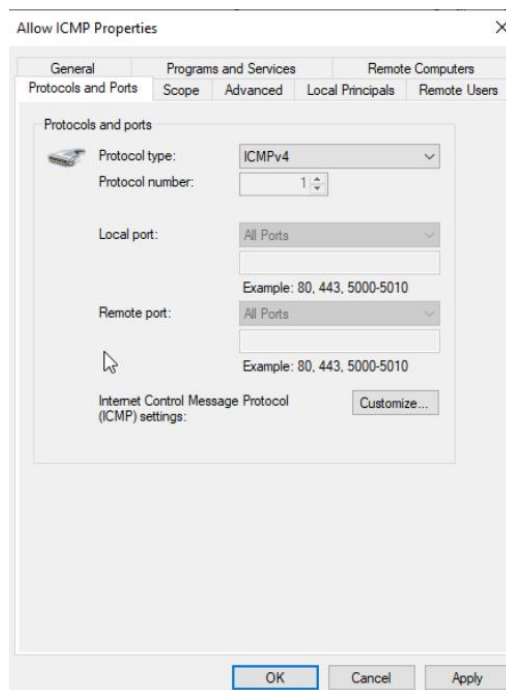 Allow ICMP Properties
General Programs and Services Remote Computers
Protocols and Ports Scope Advanced Local Principals Remote Users
Protocols and ports
Protocol type: ICMPv4
Protocol number: 1
Local port: All Ports
Example: 80, 443, 5000-5010
Remote port: All Ports
Example: 80, 443, 5000-5010
Internet Control Message Protocol
(ICMP) settings: Customize...
OK Cancel Apply